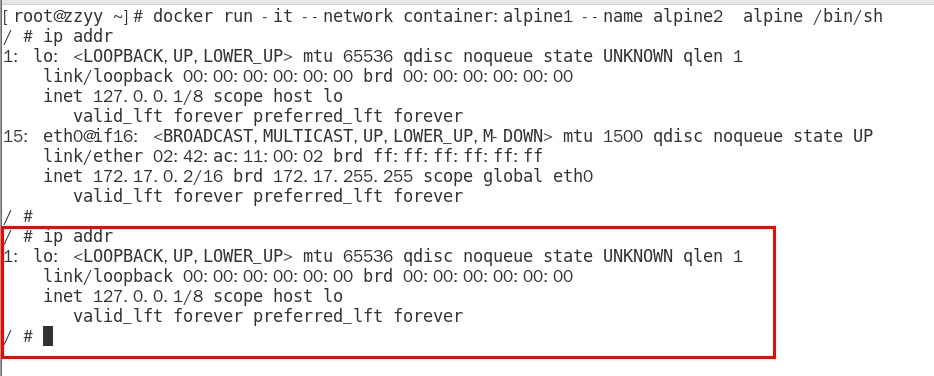 [root@zzyy ~]# docker run -it --network container:alpine1 --name alpine2  alpine /bin/sh
/ # ip addr
1: lo: <LOOPBACK,UP,LOWER_UP> mtu 65536 qdisc noqueue state UNKNOWN qlen 1
    link/loopback 00:00:00:00:00:00 brd 00:00:00:00:00:00
    inet 127.0.0.1/8 scope host lo
       valid_lft forever preferred_lft forever
15: eth0@if16: <BROADCAST,MULTICAST,UP,LOWER_UP,M-DOWN> mtu 1500 qdisc noqueue state UP
    link/ether 02:42:ac:11:00:02 brd ff:ff:ff:ff:ff:ff
    inet 172.17.0.2/16 brd 172.17.255.255 scope global eth0
       valid_lft forever preferred_lft forever
/ #
/ # ip addr
1: lo: <LOOPBACK,UP,LOWER_UP> mtu 65536 qdisc noqueue state UNKNOWN qlen 1
    link/loopback 00:00:00:00:00:00 brd 00:00:00:00:00:00
    inet 127.0.0.1/8 scope host lo
       valid_lft forever preferred_lft forever
/ #